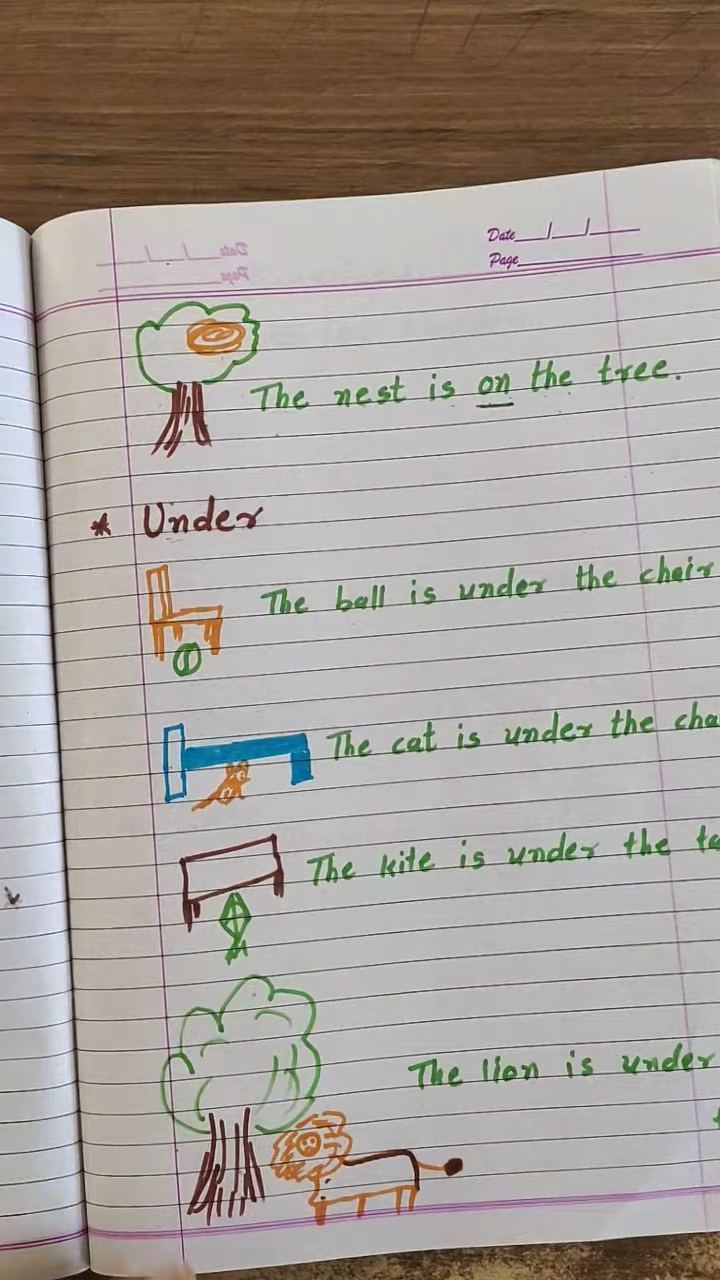 Date
Page
The nest is on the tree.
* Under
The ball is under the chair
The cat is under the
The kite is under the
The lion is under